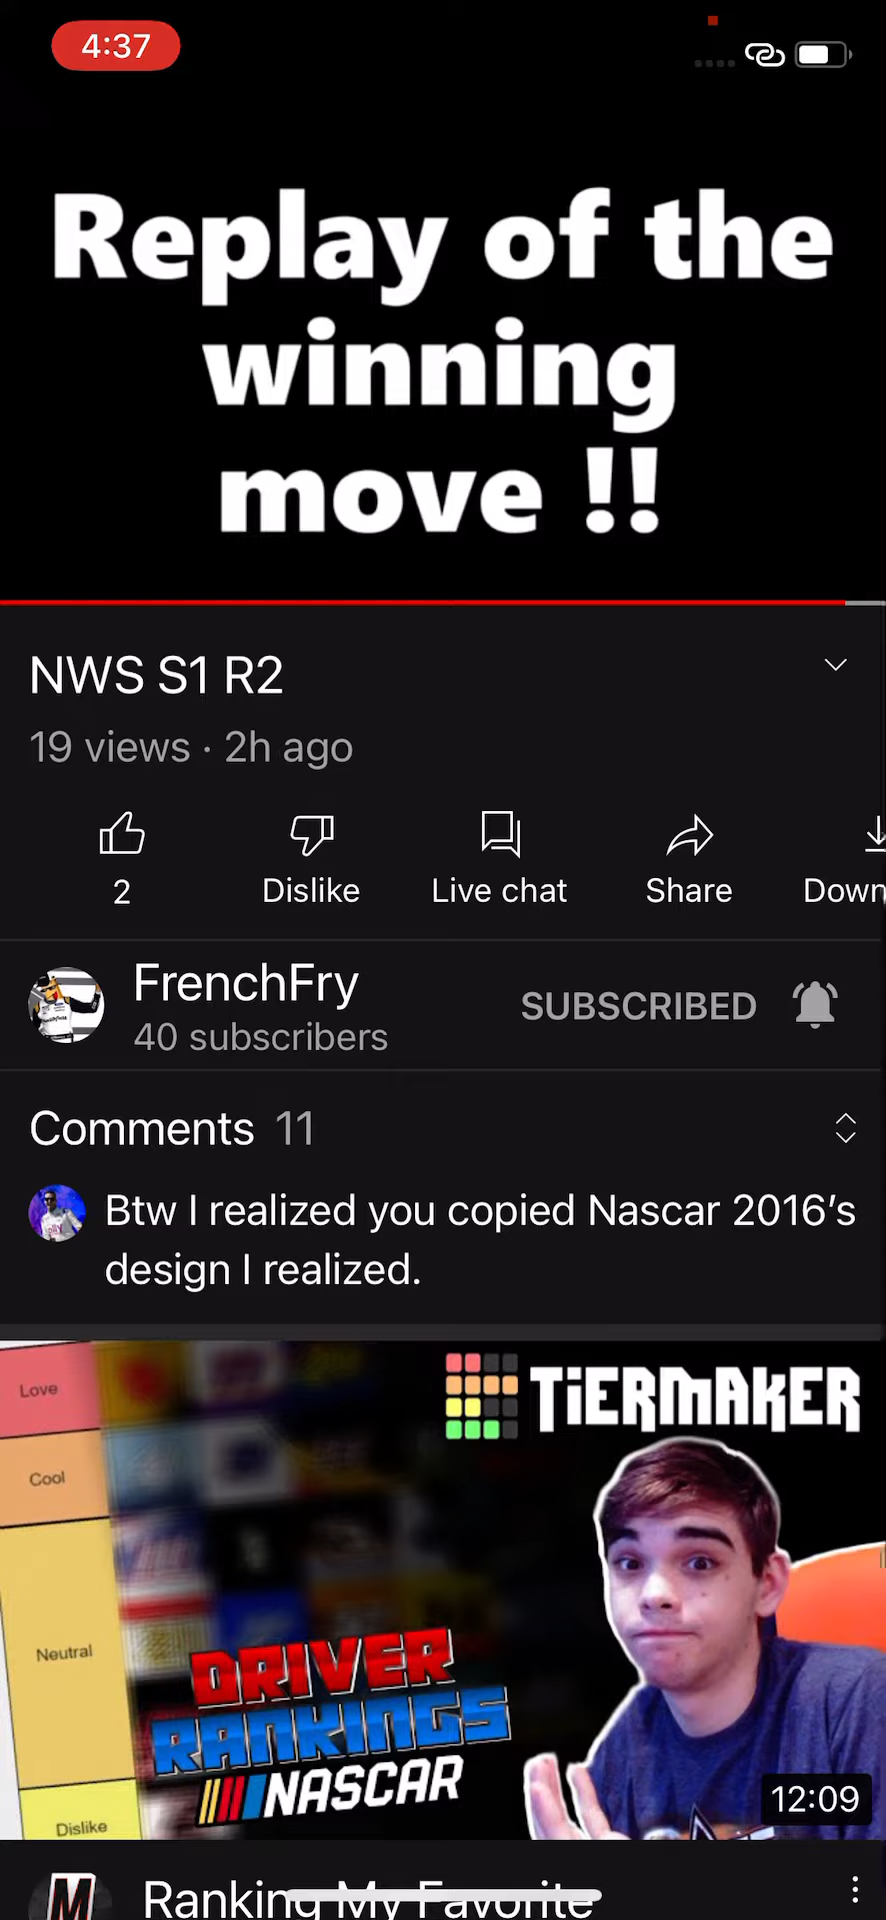 4:37
Replay of the
winning
move !!
NWS S1 R2
19 views · 2h ago
2
Dislike
Live chat
Share
Down
FrenchFry
40 subscribers
SUBSCRIBED
Comments 11
Btw I realized you copied Nascar 2016's
design I realized.
Love
Cool
Neutral
Dislike
TiERMAKER
DRIVER
RANKINGS
NASCAR
12:09
M
Ranking My Favorite